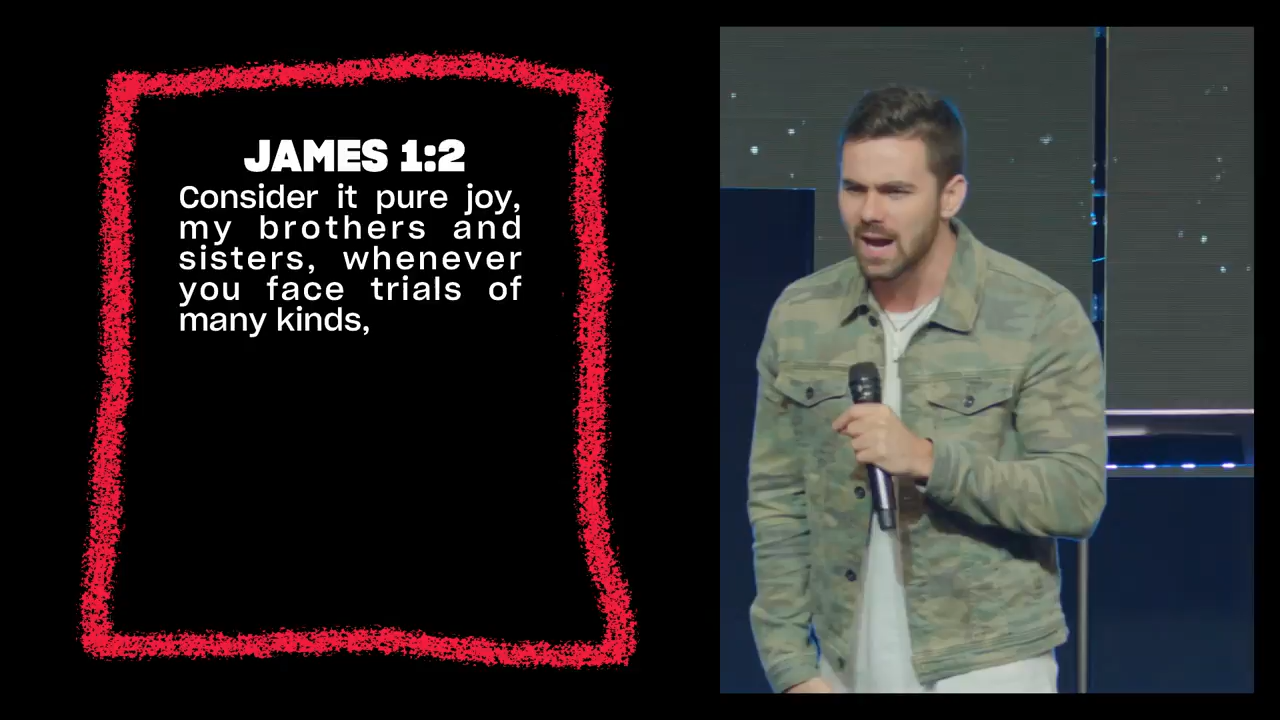 JAMES 1:2
Consider it pure joy,
my brothers and
sisters, whenever
you face trials of
many kinds,